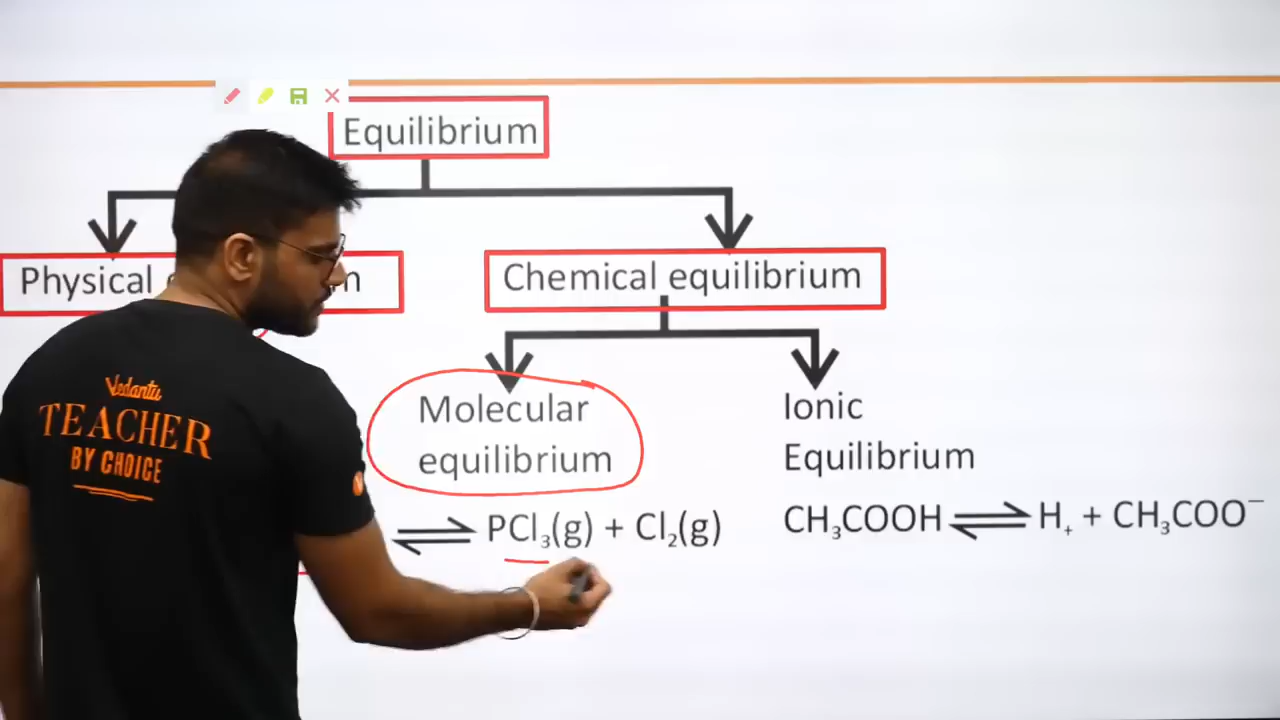 Equilibrium
Physical
Chemical equilibrium
Molecular
equilibrium
Ionic
Equilibrium
⇌ PCl₃(g) + Cl₂(g)
CH₃COOH ⇌ H₊ + CH₃COO⁻
Vedantu
TEACHER
BY CHOICE